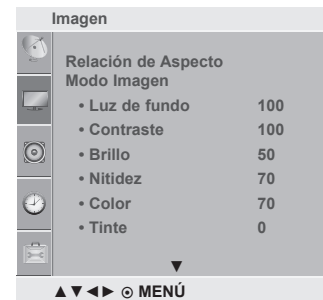 Imagen
Relación de Aspecto
Modo Imagen
• Luz de fundo 100
• Contraste 100
• Brillo 50
• Nitidez 70
• Color 70
• Tinte 0
▼
▲▼◄► ⊙ MENÚ